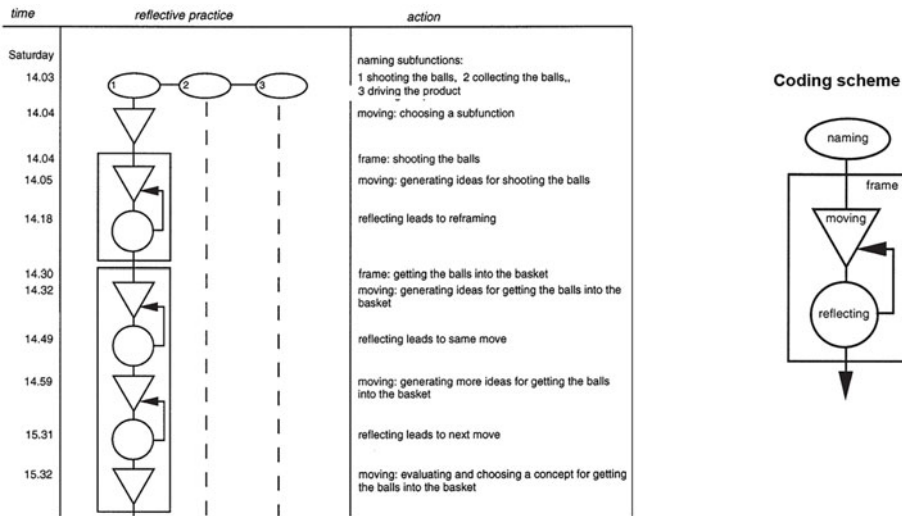 time reflective practice action
Saturday
naming subfunctions:
14.03 1 2 3 1 shooting the balls, 2 collecting the balls,,
3 driving the product
14.04 moving: choosing a subfunction
14.04 frame: shooting the balls
14.05 moving: generating ideas for shooting the balls
14.18 reflecting leads to reframing
14.30 frame: getting the balls into the basket
14.32 moving: generating ideas for getting the balls into the
basket
14.49 reflecting leads to same move
14.59 moving: generating more ideas for getting the balls
into the basket
15.31 reflecting leads to next move
15.32 moving: evaluating and choosing a concept for getting
the balls into the basket
Coding scheme
naming
frame
moving
reflecting